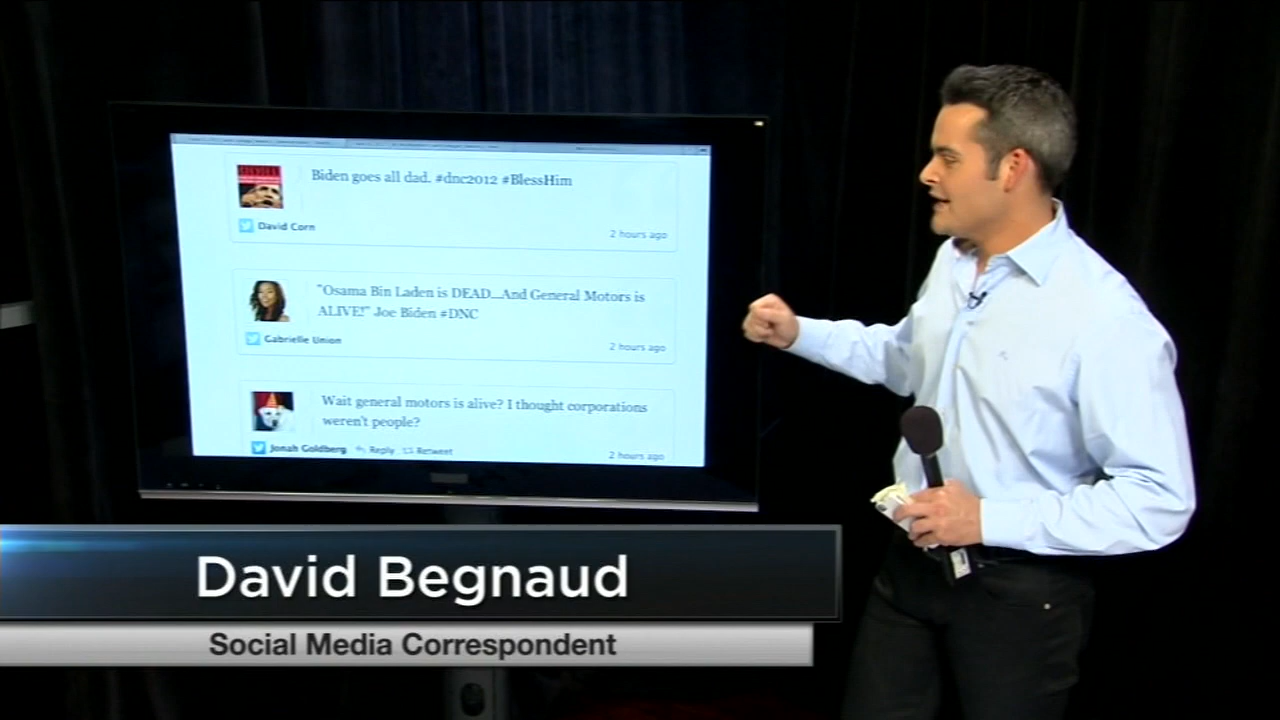 Biden goes all dad. #dnc2012 #BlessHim
David Corn
2 hours ago
"Osama Bin Laden is DEAD...And General Motors is
ALIVE!" Joe Biden #DNC
Gabrielle Union
2 hours ago
Wait general motors is alive? I thought corporations
weren't people?
Jonah Goldberg Reply Retweet
2 hours ago
David Begnaud
Social Media Correspondent